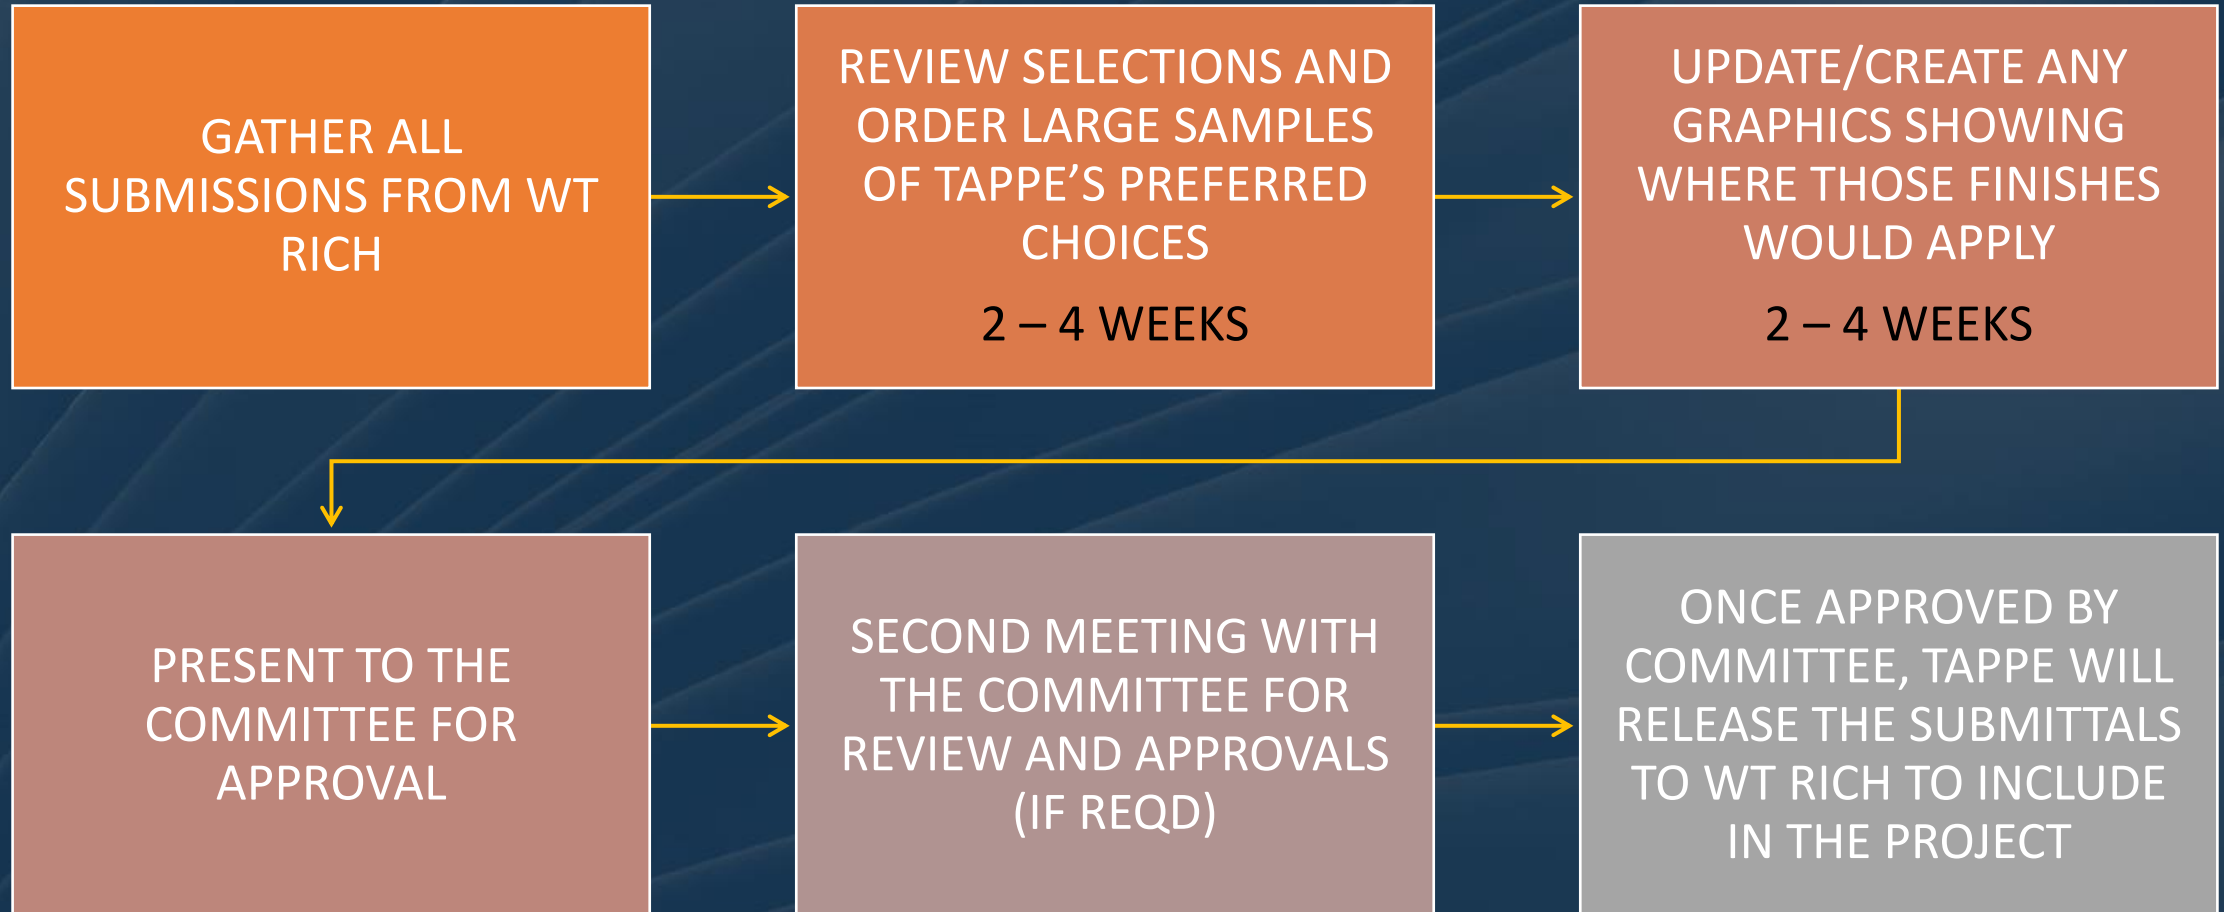 GATHER ALL
SUBMISSIONS FROM WT
RICH
REVIEW SELECTIONS AND
ORDER LARGE SAMPLES
OF TAPPE’S PREFERRED
CHOICES
2 – 4 WEEKS
UPDATE/CREATE ANY
GRAPHICS SHOWING
WHERE THOSE FINISHES
WOULD APPLY
2 – 4 WEEKS
PRESENT TO THE
COMMITTEE FOR
APPROVAL
SECOND MEETING WITH
THE COMMITTEE FOR
REVIEW AND APPROVALS
(IF REQD)
ONCE APPROVED BY
COMMITTEE, TAPPE WILL
RELEASE THE SUBMITTALS
TO WT RICH TO INCLUDE
IN THE PROJECT